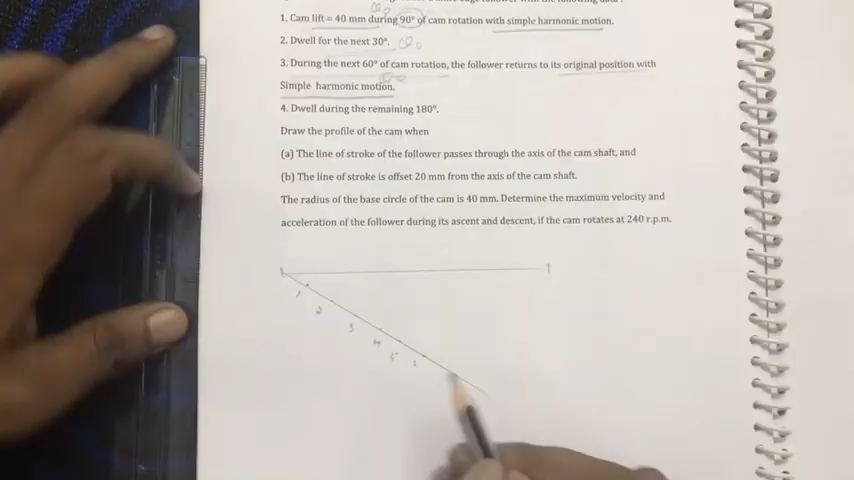 1. Cam lift = 40 mm during 90° of cam rotation with simple harmonic motion.
2. Dwell for the next 30°.
3. During the next 60° of cam rotation, the follower returns to its original position with
Simple harmonic motion.
4. Dwell during the remaining 180°.
Draw the profile of the cam when
(a) The line of stroke of the follower passes through the axis of the cam shaft, and
(b) The line of stroke is offset 20 mm from the axis of the cam shaft.
The radius of the base circle of the cam is 40 mm. Determine the maximum velocity and
acceleration of the follower during its ascent and descent, if the cam rotates at 240 r.p.m.
1
2
3
4
5